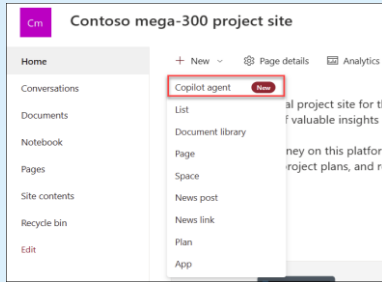 Cm Contoso mega-300 project site
Home
+ New Page details Analytics
Conversations
Copilot agent New
al project site for th
Documents
List
f valuable insights
Notebook
Document library
Page
ney on this platfor
Pages
Space
roject plans, and r
Site contents
News post
Recycle bin
News link
Edit
Plan
App